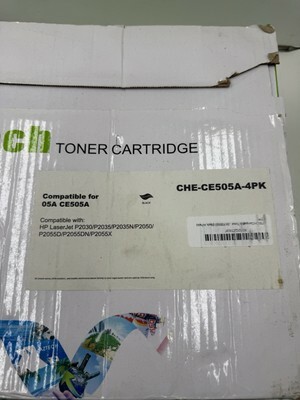 ch TONER CARTRIDGE
Compatible for
05A CE505A
Compatible with:
HP LaserJet P2030/P2035/P2035N/P2050/
P2055D/P2055DN/P2055X
CHE-CE505A-4PK